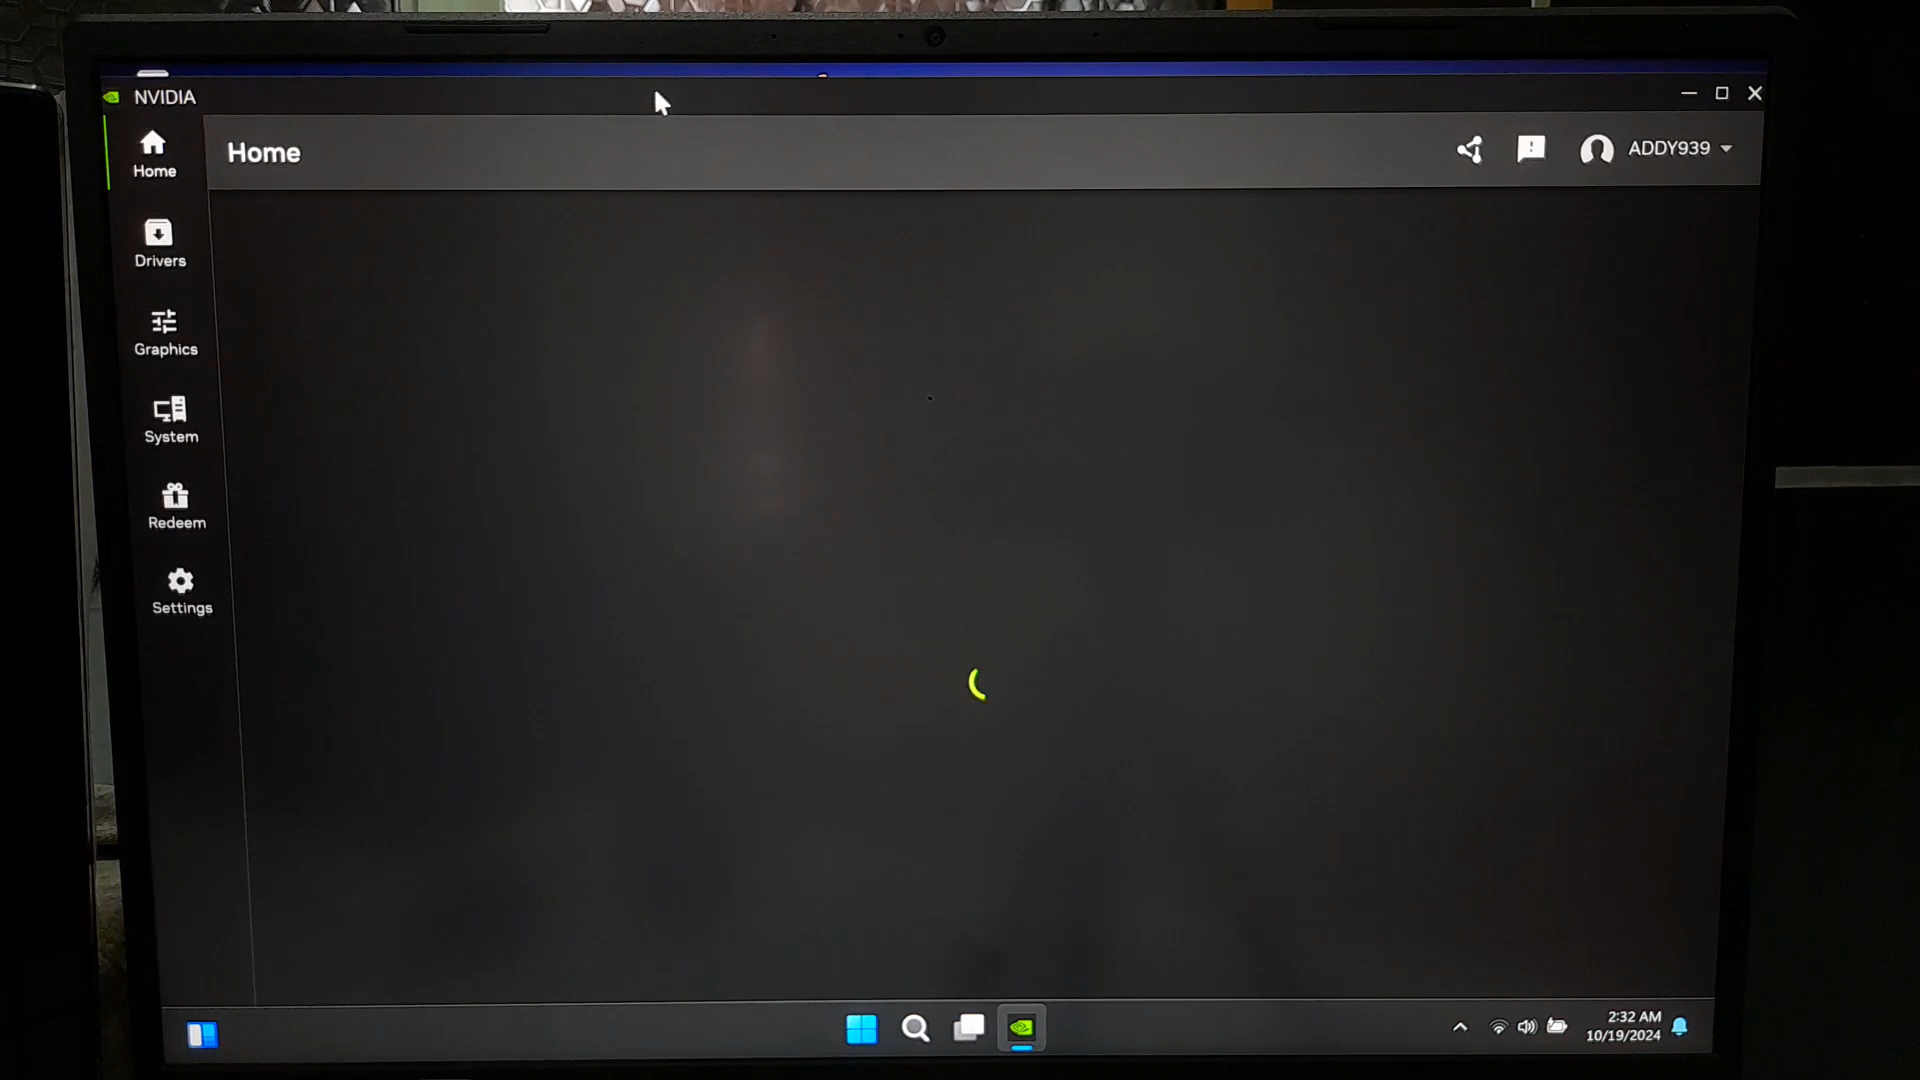 NVIDIA
Home
Home
ADDY939
Drivers
Graphics
System
Redeem
Settings
2:32 AM
10/19/2024